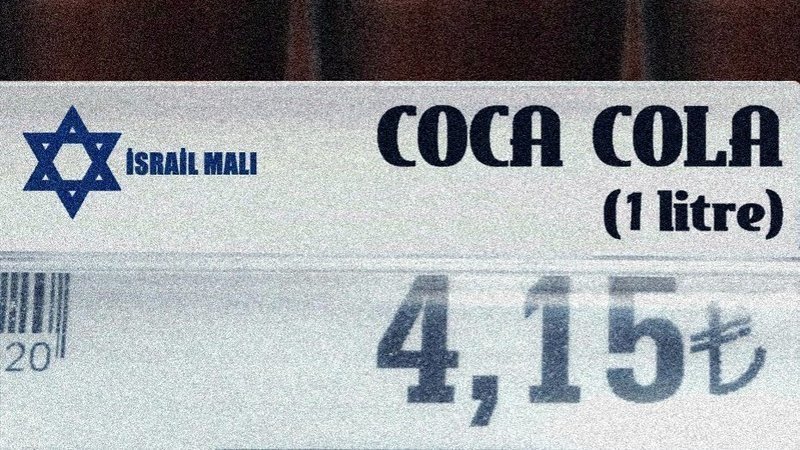 COCA COLA
İSRAİL MALI
(1 litre)
4,15₺
20